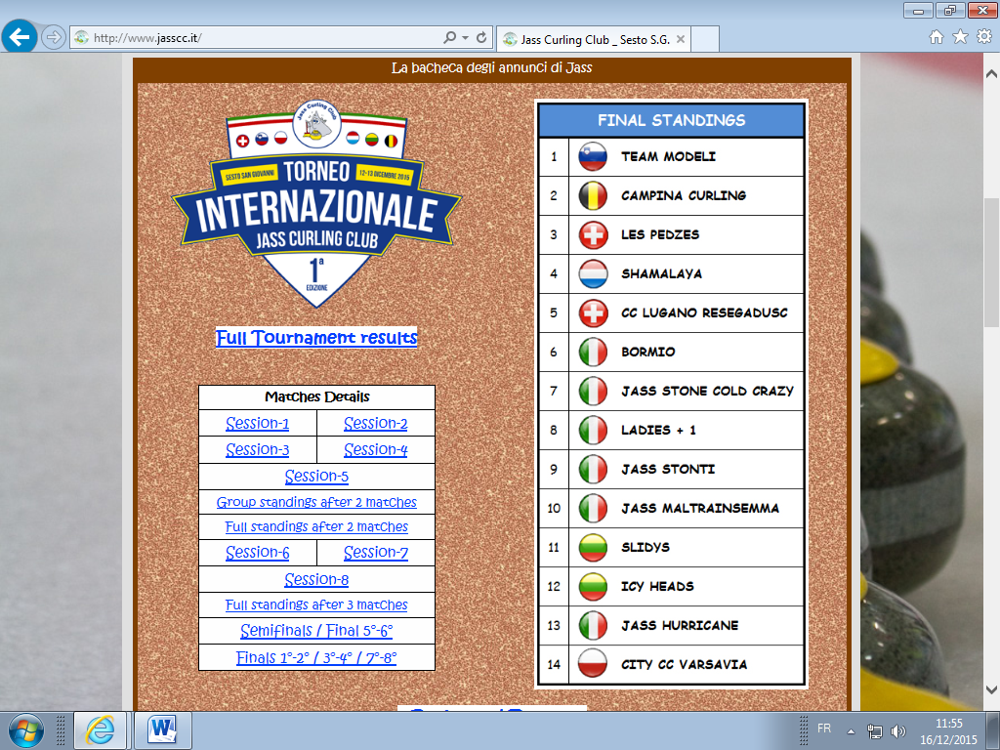 http://www.jasscc.it/
Jass Curling Club _ Sesto S.G.
La bacheca degli annunci di Jass
Jass Curling Club
SESTO SAN GIOVANNI
TORNEO
12-13 DICEMBRE 2015
INTERNAZIONALE
JASS CURLING CLUB
1ª
EDIZIONE
Full Tournament results
Matches Details
Session-1 Session-2
Session-3 Session-4
Session-5
Group standings after 2 matches
Full standings after 2 matches
Session-6 Session-7
Session-8
Full standings after 3 matches
Semifinals / Final 5°-6°
Finals 1°-2° / 3°-4° / 7°-8°
FINAL STANDINGS
1 TEAM MODELI
2 CAMPINA CURLING
3 LES PEDZES
4 SHAMALAYA
5 CC LUGANO RESEGADUSC
6 BORMIO
7 JASS STONE COLD CRAZY
8 LADIES + 1
9 JASS STONTI
10 JASS MALTRAINSEMMA
11 SLIDYS
12 ICY HEADS
13 JASS HURRICANE
14 CITY CC VARSAVIA
FR
11:55
16/12/2015